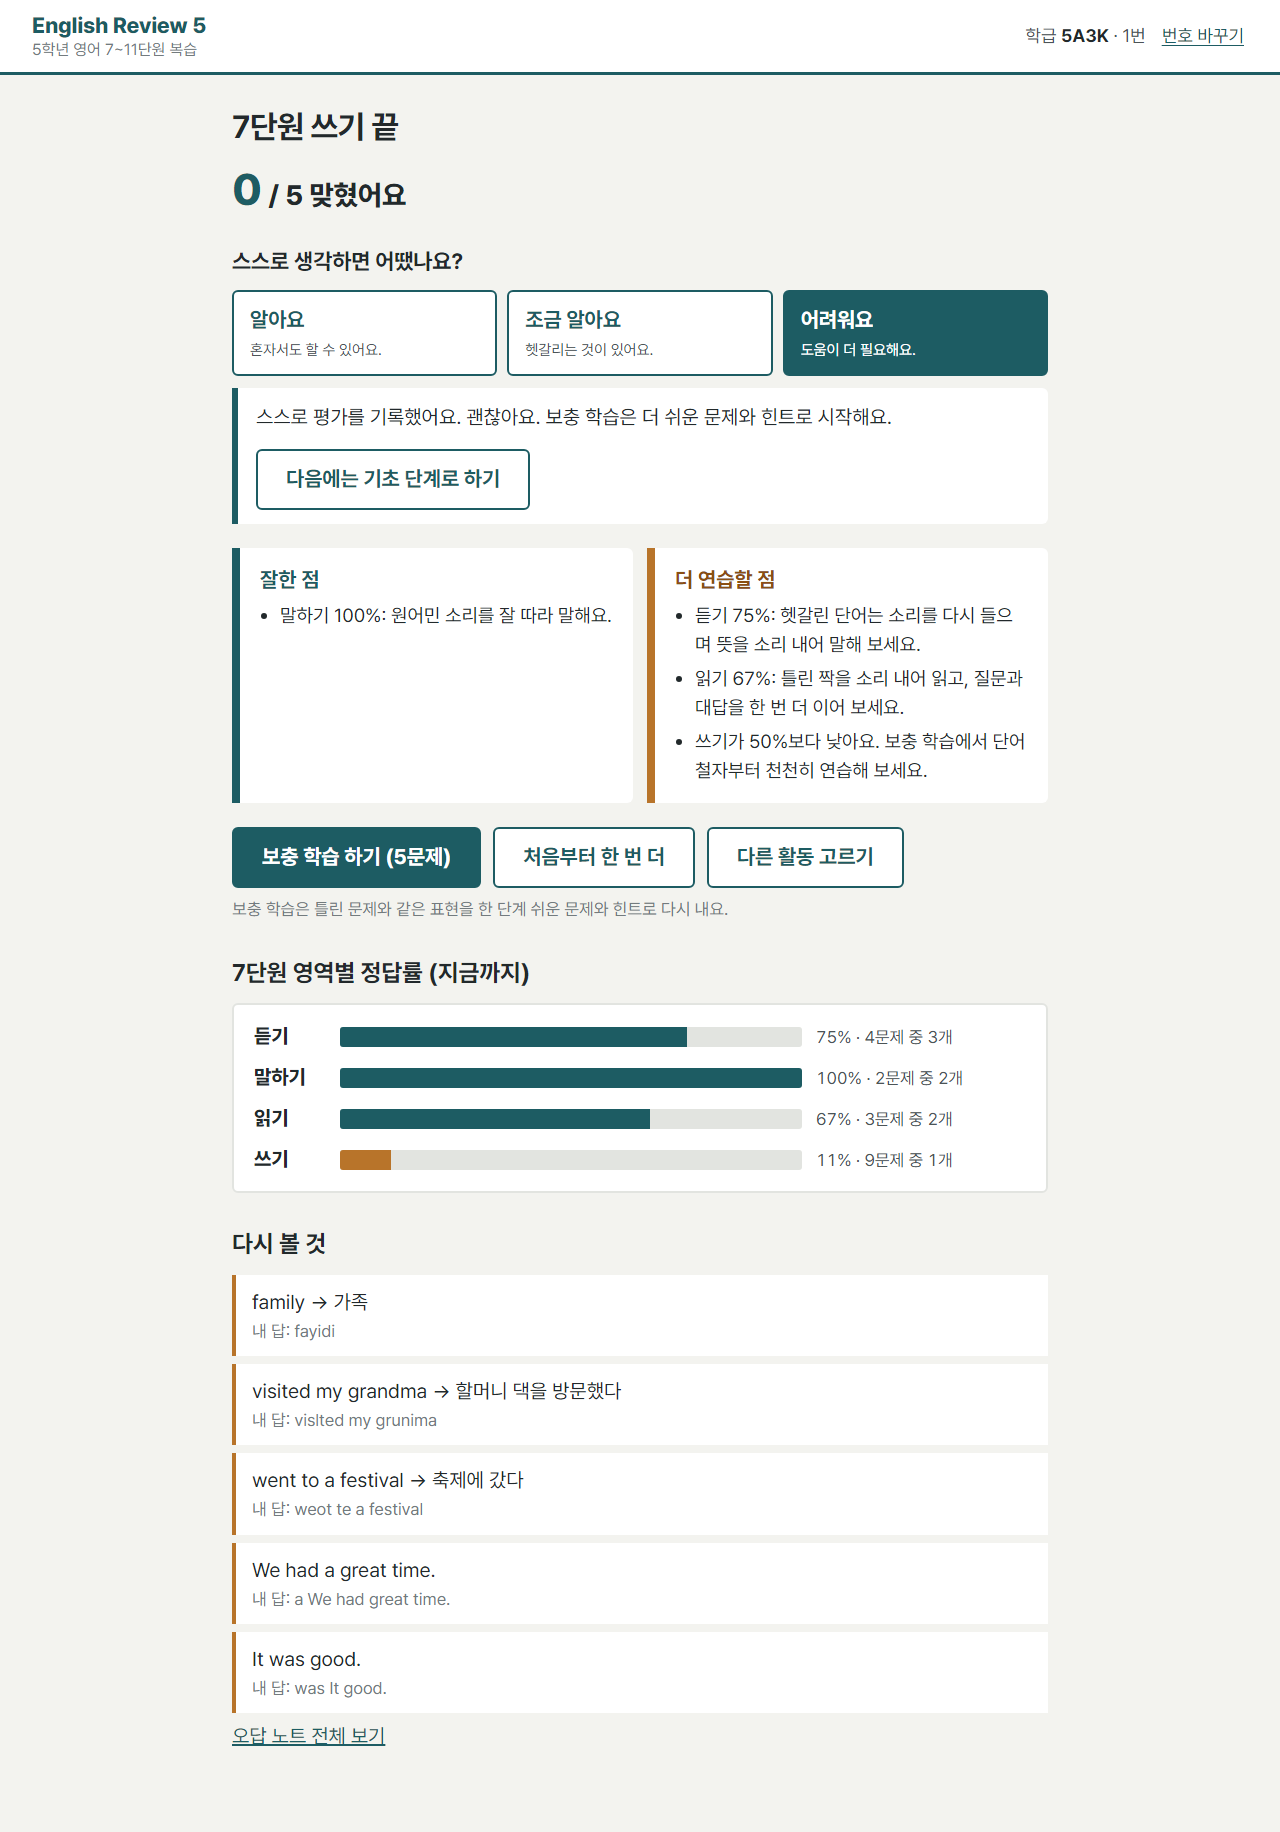 English Review 5
5학년 영어 7~11단원 복습
학급 5A3K · 1번 번호 바꾸기
7단원 쓰기 끝
0 / 5 맞혔어요
스스로 생각하면 어땠나요?
알아요
혼자서도 할 수 있어요.
조금 알아요
헷갈리는 것이 있어요.
어려워요
도움이 더 필요해요.
스스로 평가를 기록했어요. 괜찮아요. 보충 학습은 더 쉬운 문제와 힌트로 시작해요.
다음에는 기초 단계로 하기
잘한 점
• 말하기 100%: 원어민 소리를 잘 따라 말해요.
더 연습할 점
• 듣기 75%: 헷갈린 단어는 소리를 다시 들으
며 뜻을 소리 내어 말해 보세요.
• 읽기 67%: 틀린 짝을 소리 내어 읽고, 질문과
대답을 한 번 더 이어 보세요.
• 쓰기가 50%보다 낮아요. 보충 학습에서 단어
철자부터 천천히 연습해 보세요.
보충 학습 하기 (5문제)
처음부터 한 번 더
다른 활동 고르기
보충 학습은 틀린 문제와 같은 표현을 한 단계 쉬운 문제와 힌트로 다시 내요.
7단원 영역별 정답률 (지금까지)
듣기 75% · 4문제 중 3개
말하기 100% · 2문제 중 2개
읽기 67% · 3문제 중 2개
쓰기 11% · 9문제 중 1개
다시 볼 것
family → 가족
내 답: fayidi
visited my grandma → 할머니 댁을 방문했다
내 답: vislted my grunima
went to a festival → 축제에 갔다
내 답: weot te a festival
We had a great time.
내 답: a We had great time.
It was good.
내 답: was It good.
오답 노트 전체 보기